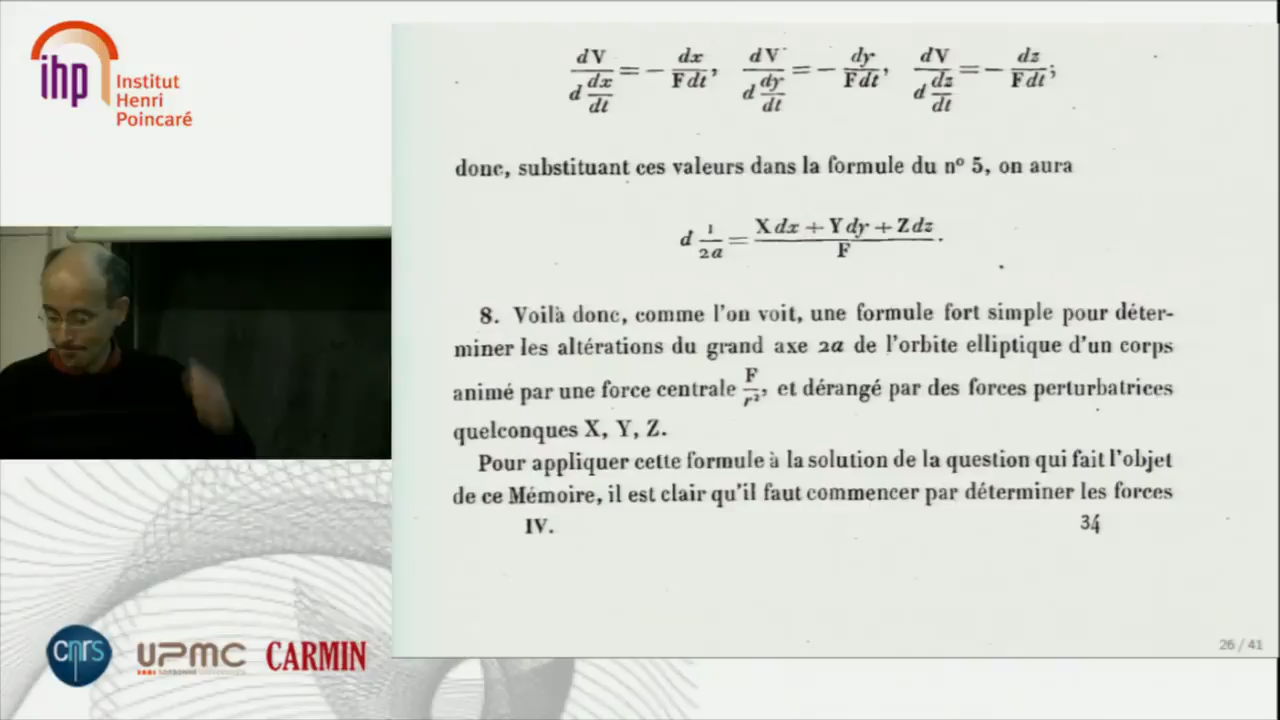 ihp
Institut
Henri
Poincaré
dV / d dx/dt = − dx / F dt, dV / d dy/dt = − dy / F dt, dV / d dz/dt = − dz / F dt;
donc, substituant ces valeurs dans la formule du nº 5, on aura
d 1/2a = X dx + Y dy + Z dz / F.
8. Voilà donc, comme l'on voit, une formule fort simple pour déter-
miner les altérations du grand axe 2a de l'orbite elliptique d'un corps
animé par une force centrale F/r², et dérangé par des forces perturbatrices
quelconques X, Y, Z.
Pour appliquer cette formule à la solution de la question qui fait l'objet
de ce Mémoire, il est clair qu'il faut commencer par déterminer les forces
IV. 34
26 / 41
cnrs
UPMC
CARMIN